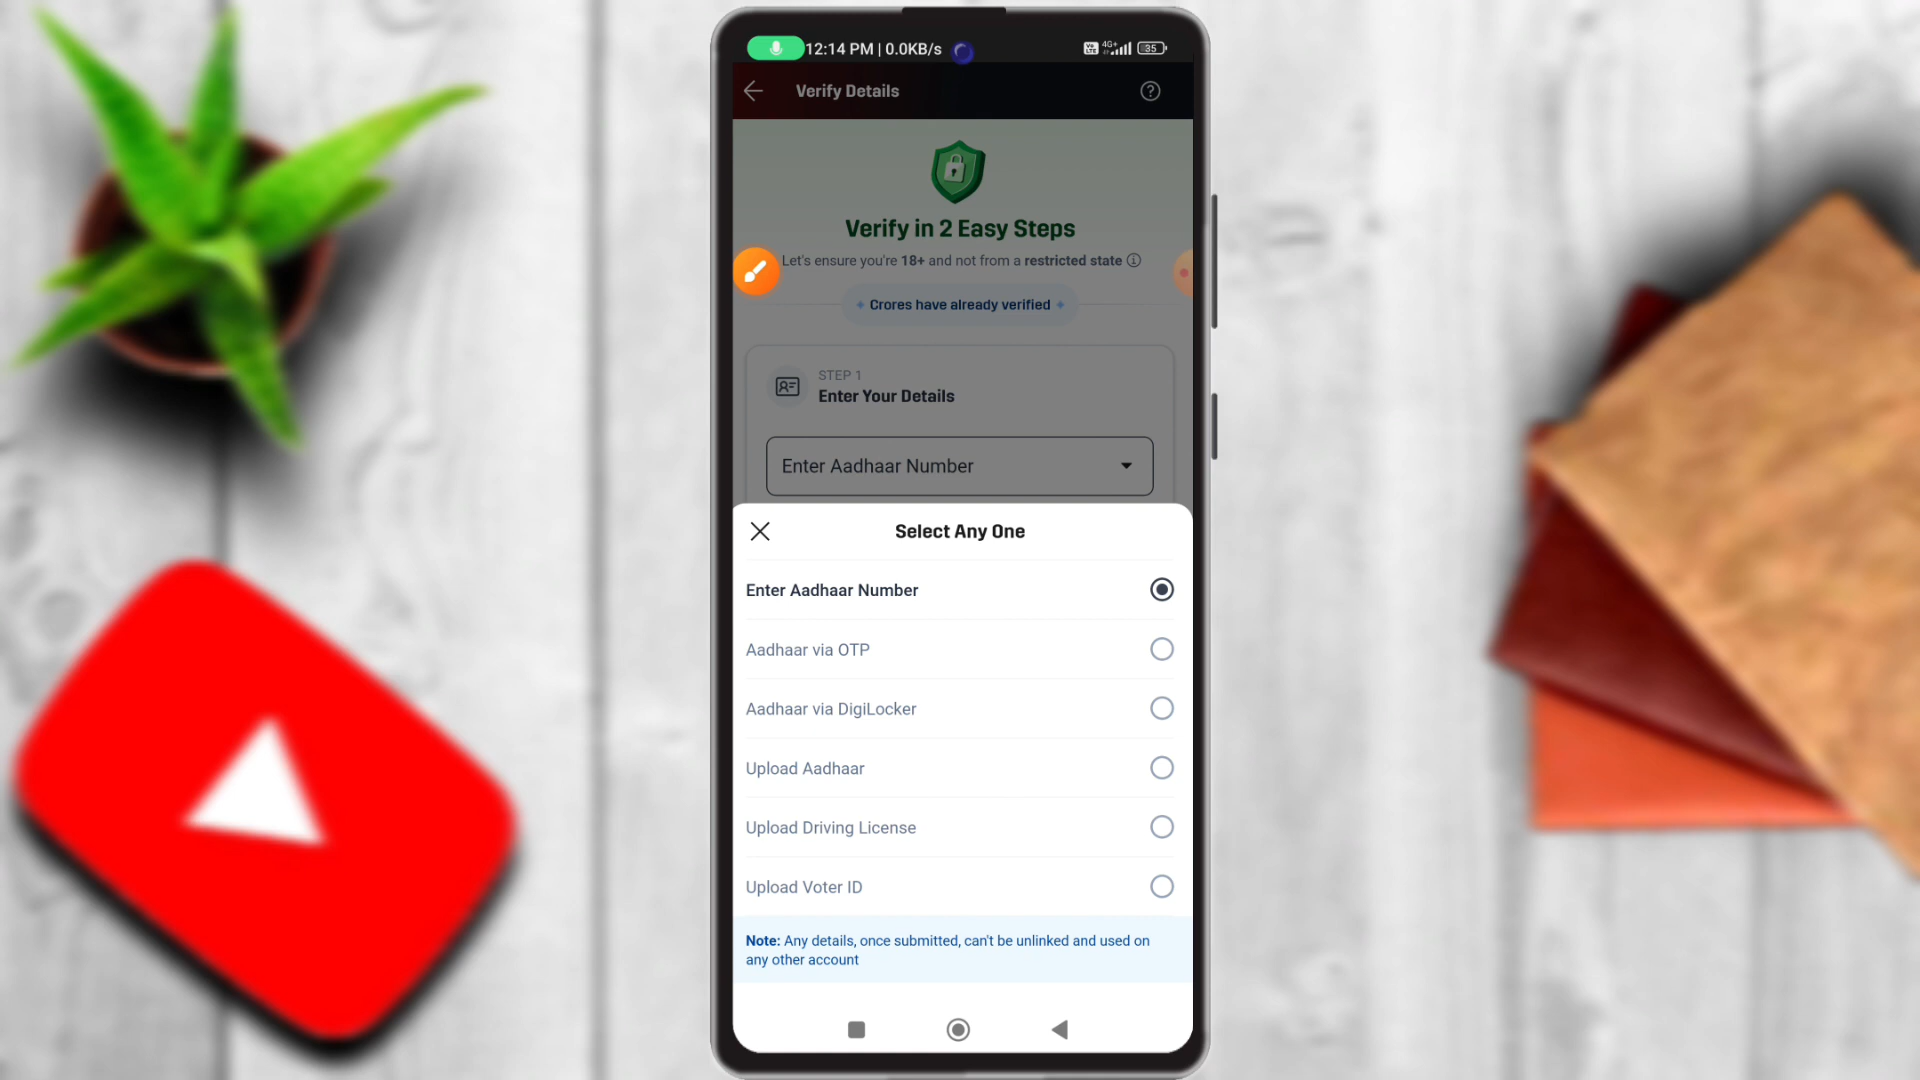 12:14 PM | 0.0KB/s
4G+
35
Verify Details
Verify in 2 Easy Steps
Let's ensure you're 18+ and not from a restricted state
Crores have already verified
STEP 1
Enter Your Details
Enter Aadhaar Number
Select Any One
Enter Aadhaar Number
Aadhaar via OTP
Aadhaar via DigiLocker
Upload Aadhaar
Upload Driving License
Upload Voter ID
Note: Any details, once submitted, can't be unlinked and used on
any other account